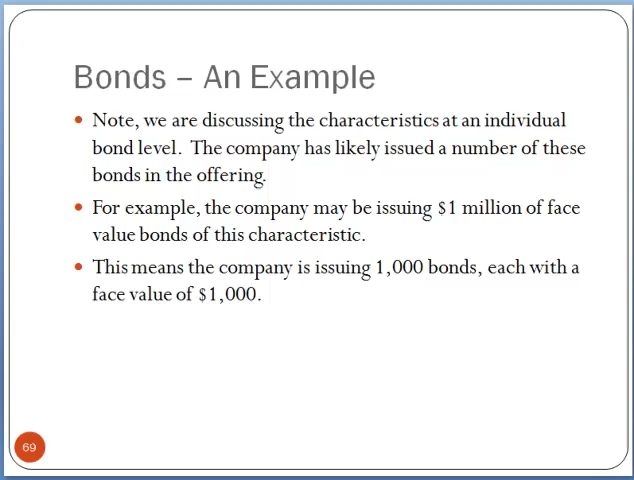 Bonds – An Example
• Note, we are discussing the characteristics at an individual
bond level. The company has likely issued a number of these
bonds in the offering.
• For example, the company may be issuing $1 million of face
value bonds of this characteristic.
• This means the company is issuing 1,000 bonds, each with a
face value of $1,000.
69